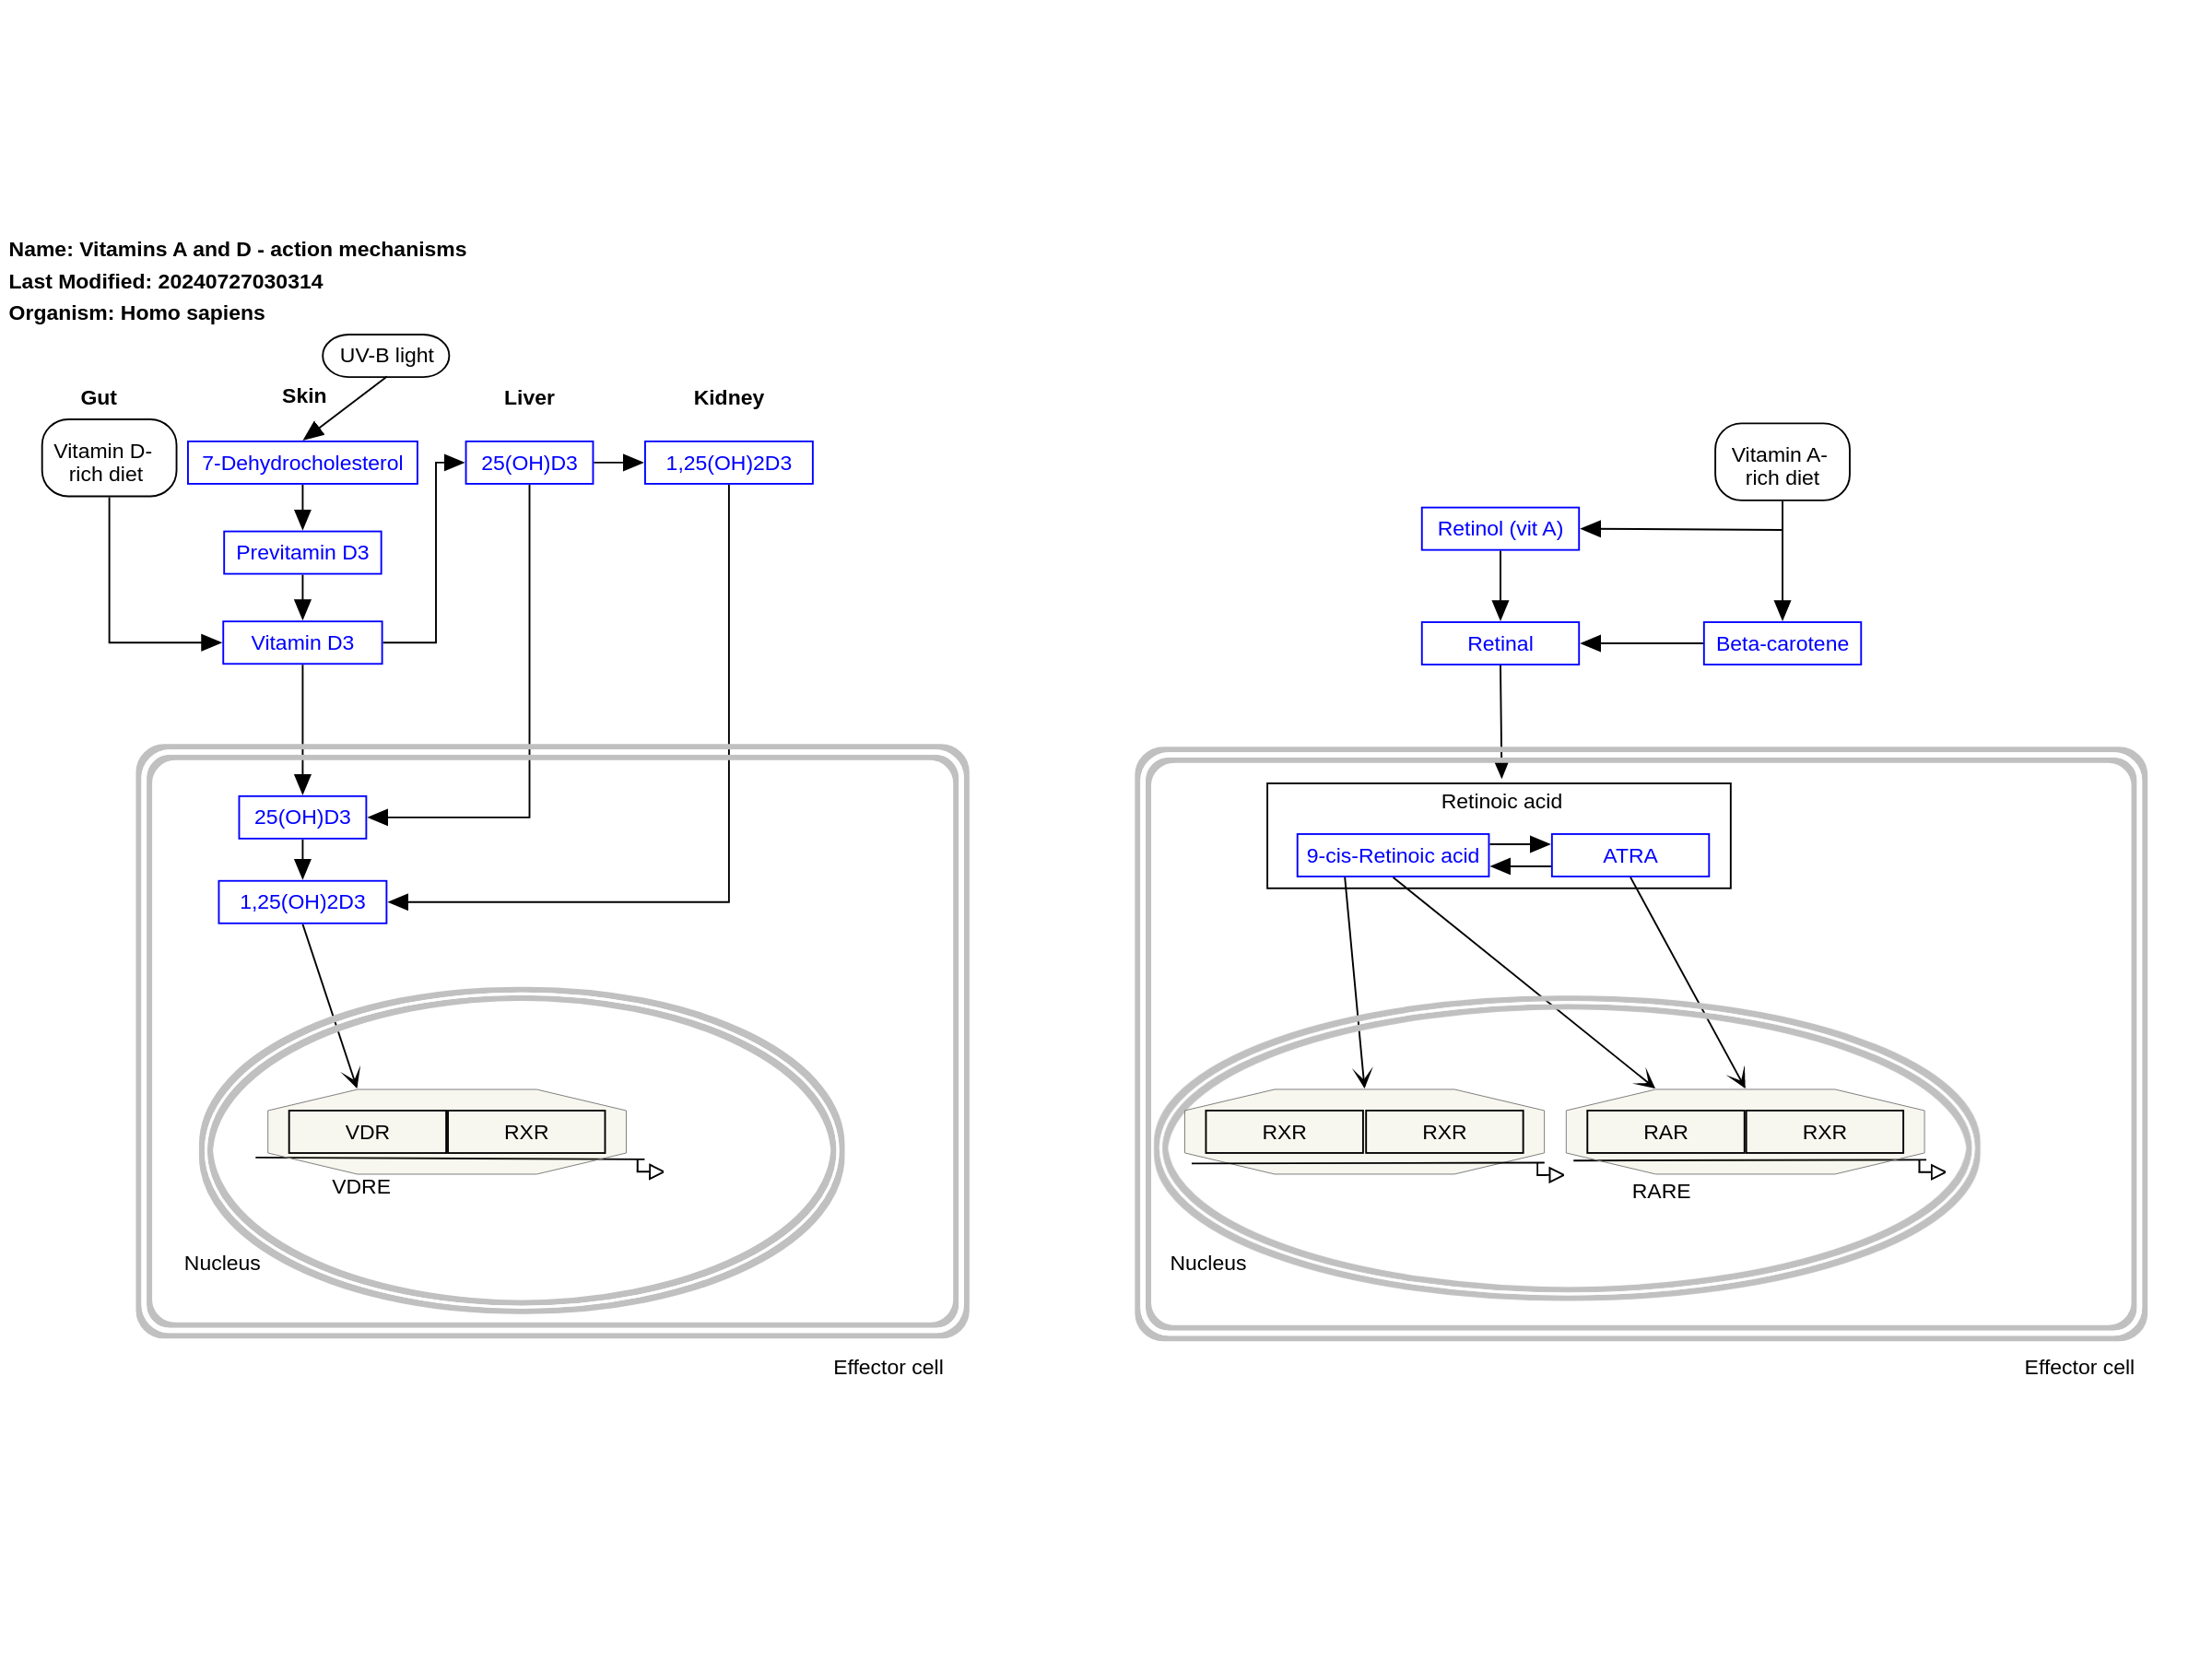 Name: Vitamins A and D - action mechanisms
Last Modified: 20240727030314
Organism: Homo sapiens
UV-B light
Gut
Skin
Liver
Kidney
Vitamin D-
rich diet
7-Dehydrocholesterol
25(OH)D3
1,25(OH)2D3
Previtamin D3
Vitamin D3
25(OH)D3
1,25(OH)2D3
VDR
RXR
VDRE
Nucleus
Effector cell
Vitamin A-
rich diet
Retinol (vit A)
Retinal
Beta-carotene
Retinoic acid
9-cis-Retinoic acid
ATRA
RXR
RXR
RAR
RXR
RARE
Nucleus
Effector cell